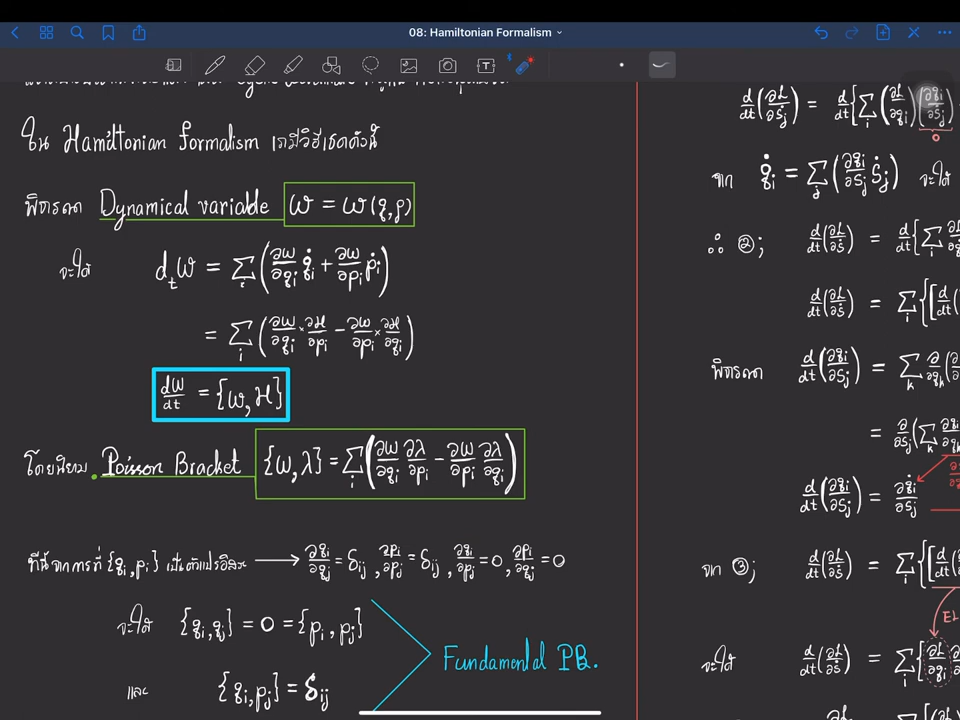 08: Hamiltonian Formalism
ใน Hamiltonian Formalism เรามีวิธีเช็คดังนี้
พิจารณา Dynamical variable ω = ω(q,p)
จะได้ d_t ω = Σ_i (∂ω/∂q_i q̇_i + ∂ω/∂p_i ṗ_i)
= Σ_i (∂ω/∂q_i × ∂H/∂p_i − ∂ω/∂p_i × ∂H/∂q_i)
dω/dt = {ω, H}
โดยนิยาม Poisson Bracket {ω, λ} = Σ_i (∂ω/∂q_i ∂λ/∂p_i − ∂ω/∂p_i ∂λ/∂q_i)
ทีนี้จากการที่ {q_i, p_i} เป็นตัวแปรอิสระ → ∂q_i/∂q_j = δ_ij , ∂p_i/∂p_j = δ_ij , ∂q_i/∂p_j = 0 , ∂p_i/∂q_j = 0
จะได้ {q_i, q_j} = 0 = {p_i, p_j}
Fundamental PB.
และ {q_i, p_j} = δ_ij
d/dt(∂L/∂ṡ_j) = d/dt{Σ_i (∂L/∂q_i)(∂q_i/∂ṡ_j)
0
จาก q̇_i = Σ_j (∂q_i/∂s_j ṡ_j) จะได้
∴ ②; d/dt(∂L/∂ṡ) = d/dt{Σ_i
d/dt(∂L/∂ṡ) = Σ_i {[d/dt
พิจารณา d/dt(∂q_i/∂s_j) = Σ_k ∂/∂q_k
= ∂/∂s_j (Σ_k
d/dt(∂q_i/∂s_j) = ∂q̇_i/∂s_j
จาก ③; d/dt(∂L/∂ṡ) = Σ_i {[d/dt
EL
จะได้ d/dt(∂L/∂ṡ) = Σ_i { ∂L/∂q_i